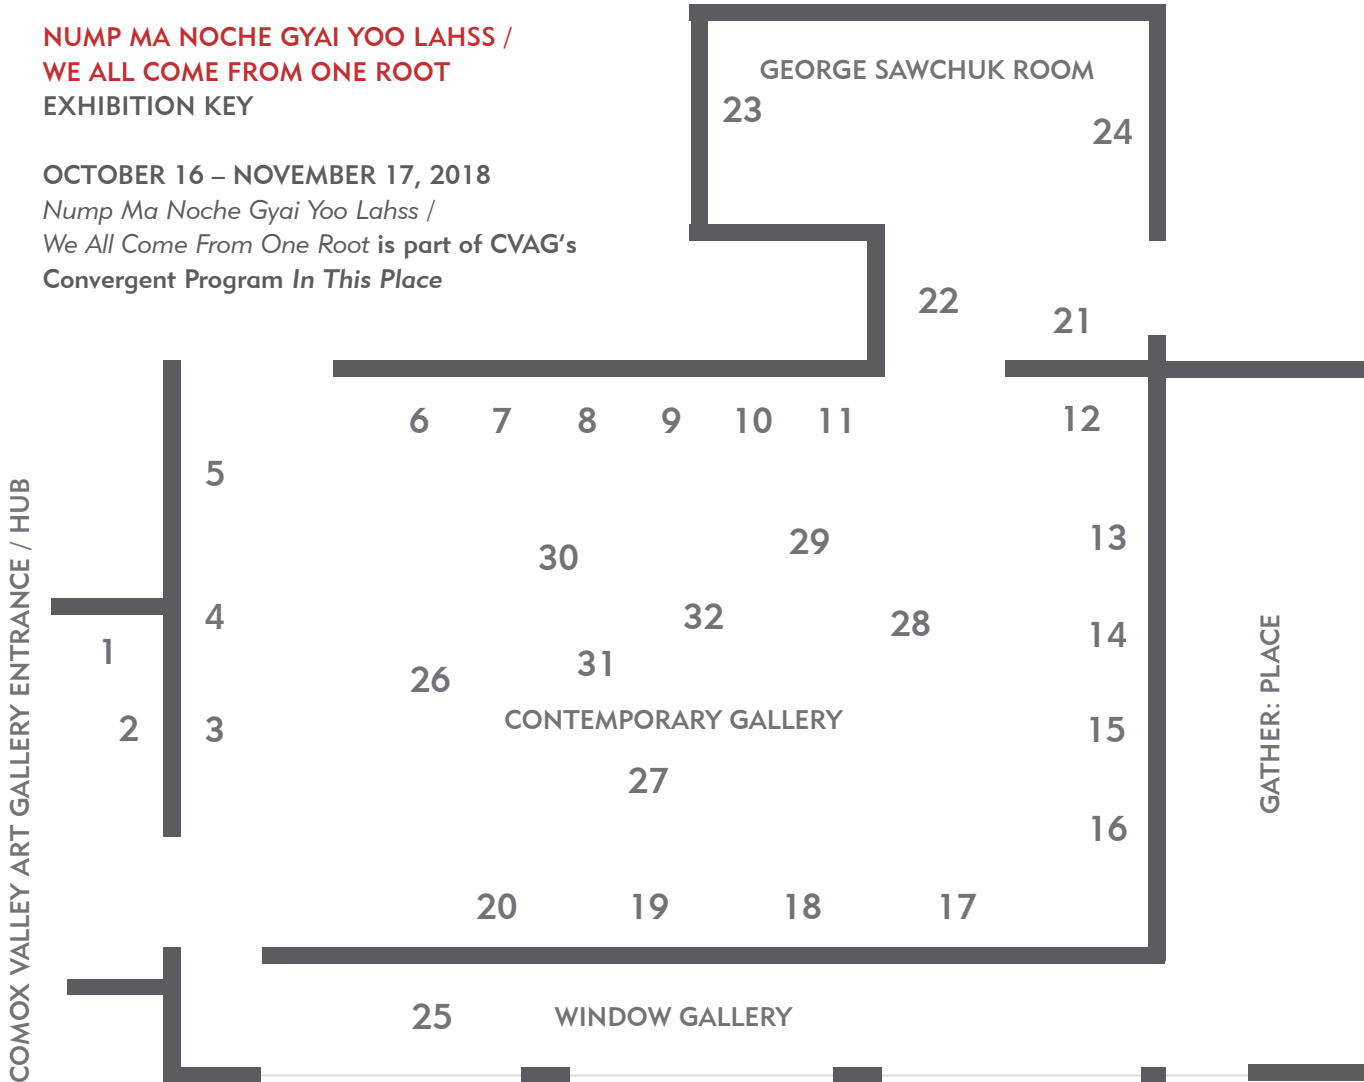 NUMP MA NOCHE GYAI YOO LAHSS /
WE ALL COME FROM ONE ROOT
EXHIBITION KEY
OCTOBER 16 – NOVEMBER 17, 2018
Nump Ma Noche Gyai Yoo Lahss /
We All Come From One Root is part of CVAG’s
Convergent Program In This Place
GEORGE SAWCHUK ROOM
23
24
22
21
6 7 8 9 10 11 12
5
30
29
13
4
32
28
14
1
31
26
2
3
CONTEMPORARY GALLERY
15
27
16
20 19 18 17
25
WINDOW GALLERY
COMOX VALLEY ART GALLERY ENTRANCE / HUB
GATHER: PLACE